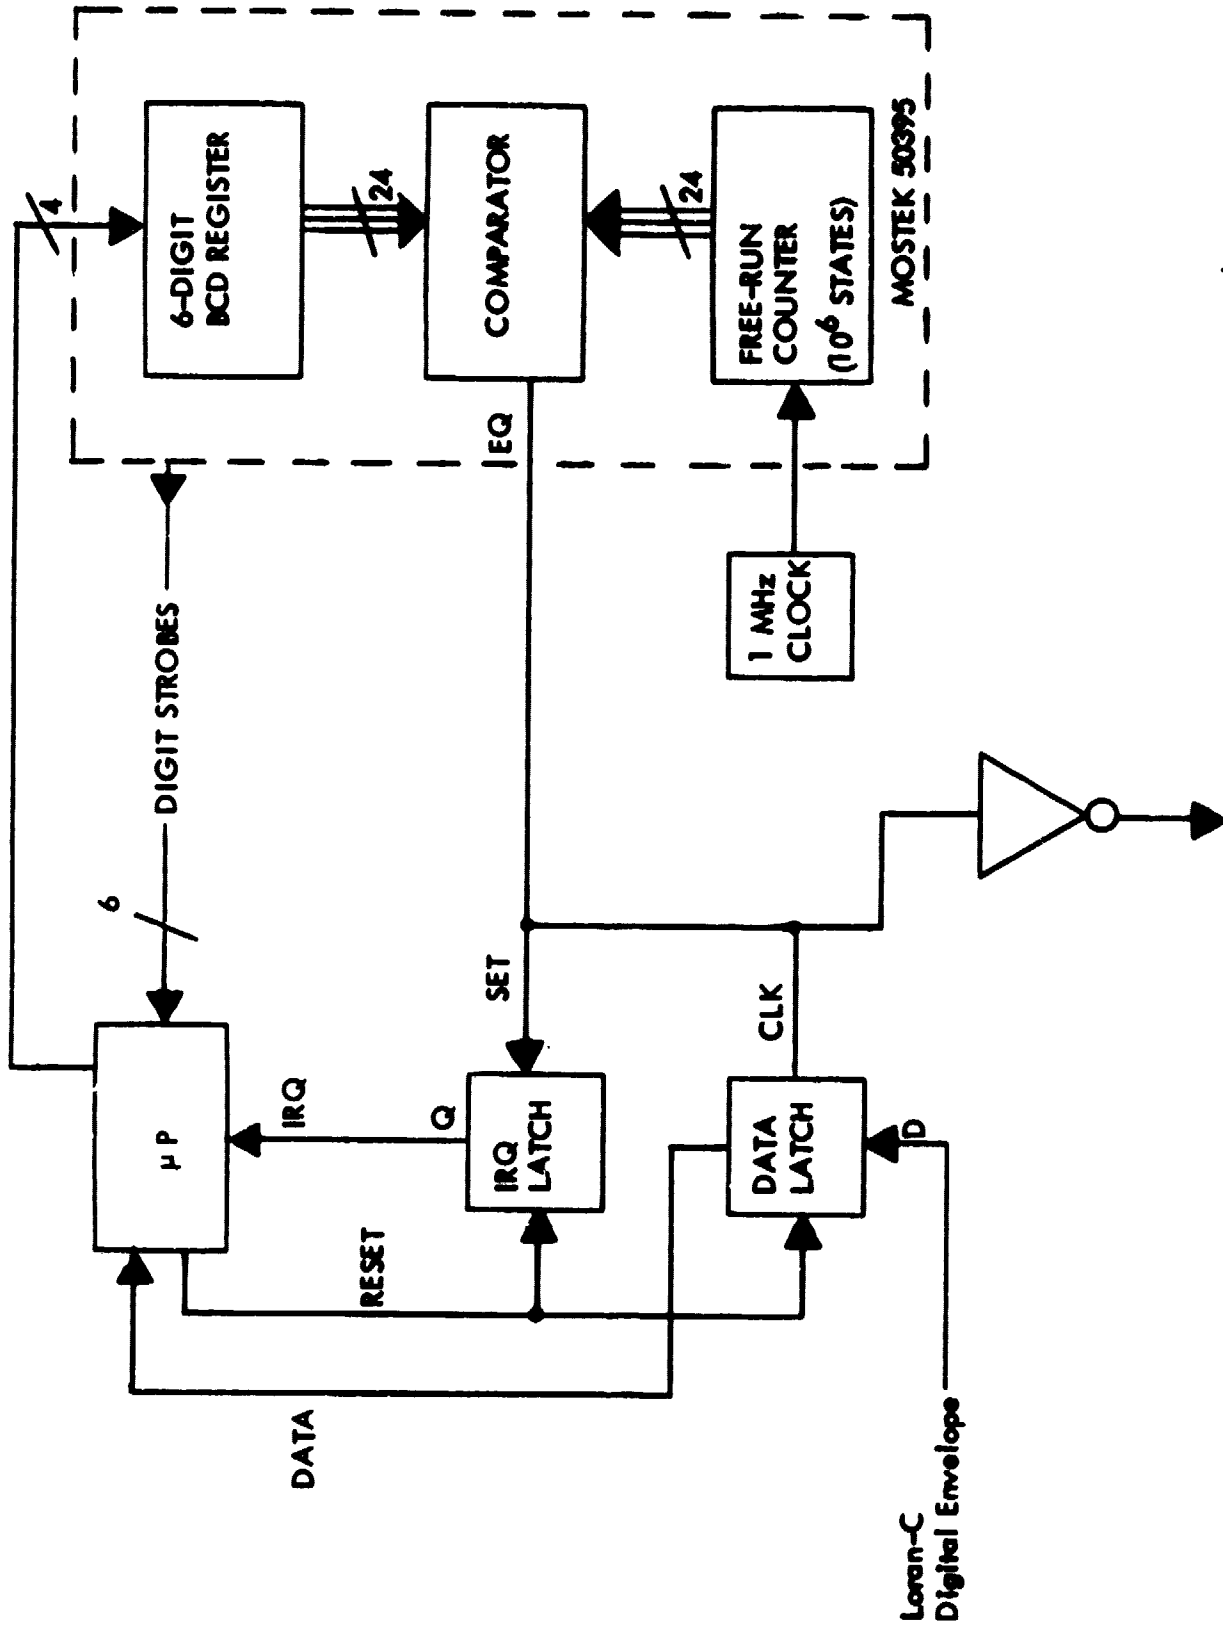 4
6-DIGIT
BCD REGISTER
24
COMPARATOR
24
FREE-RUN
COUNTER
(10⁶ STATES)
MOSTEK 50395
EQ
1 MHz
CLOCK
DIGIT STROBES
6
μP
IRQ
Q
SET
IRQ
LATCH
CLK
DATA
LATCH
D
RESET
DATA
Loran-C
Digital Envelope